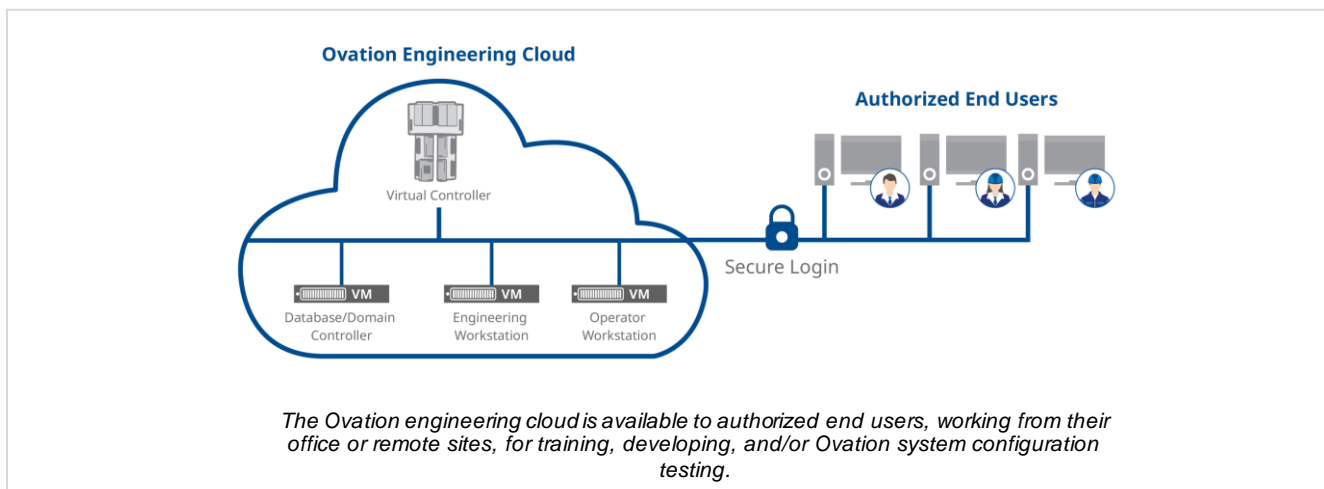 Ovation Engineering Cloud
Authorized End Users
Virtual Controller
Secure Login
VM
VM
VM
Database/Domain
Controller
Engineering
Workstation
Operator
Workstation
The Ovation engineering cloud is available to authorized end users, working from their
office or remote sites, for training, developing, and/or Ovation system configuration
testing.